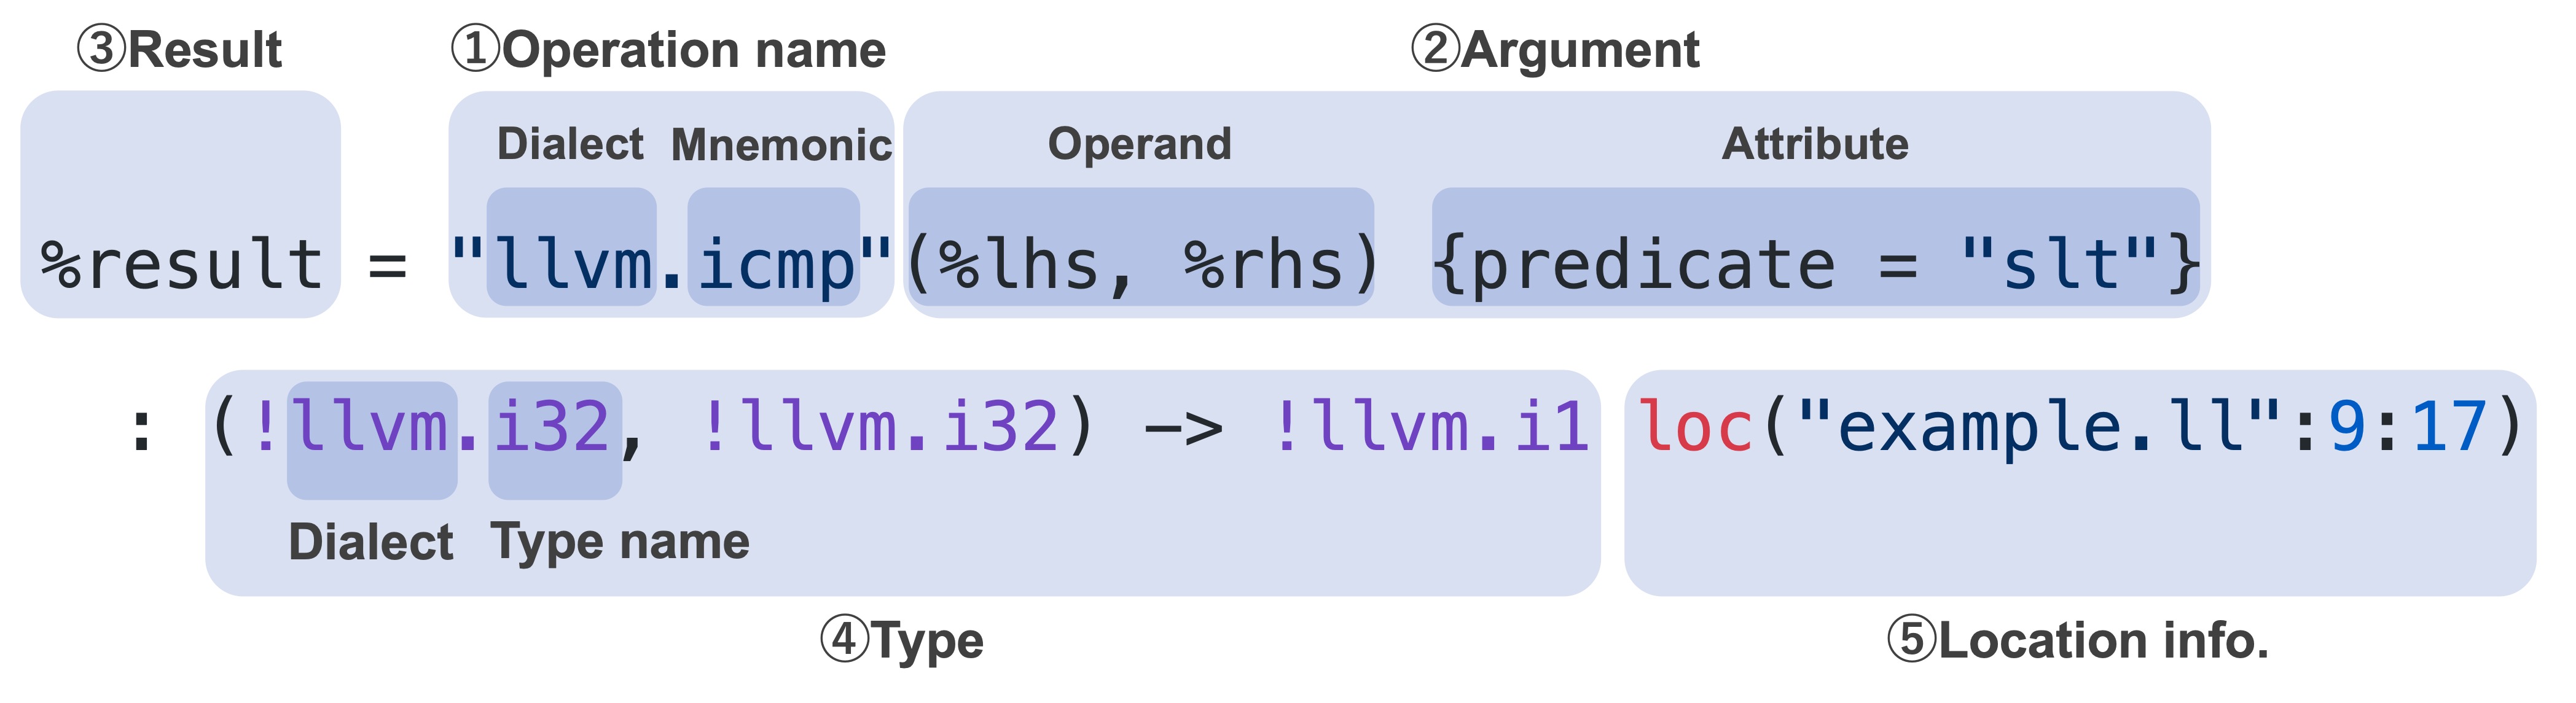 ③Result ①Operation name ②Argument
Dialect Mnemonic Operand Attribute
%result = "llvm.icmp"(%lhs, %rhs) {predicate = "slt"}
: (!llvm.i32, !llvm.i32) -> !llvm.i1 loc("example.ll":9:17)
Dialect Type name
④Type ⑤Location info.